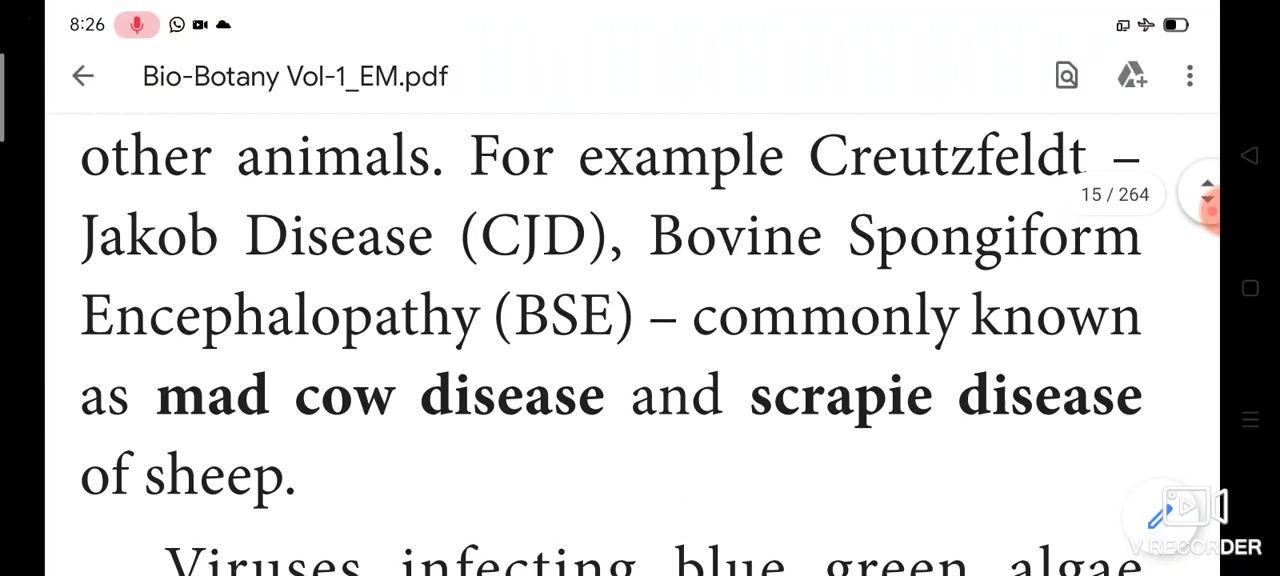 8:26
Bio-Botany Vol-1_EM.pdf
other animals. For example Creutzfeldt –
15 / 264
Jakob Disease (CJD), Bovine Spongiform
Encephalopathy (BSE) – commonly known
as mad cow disease and scrapie disease
of sheep.
Viruses infecting blue green algae
V RECORDER